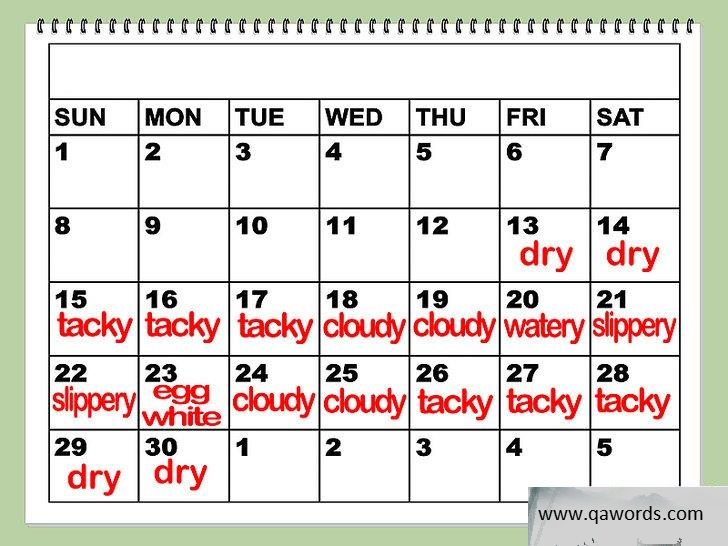 SUN MON TUE WED THU FRI SAT
1 2 3 4 5 6 7
8 9 10 11 12 13 14
dry dry
15 16 17 18 19 20 21
tacky tacky tacky cloudy cloudy watery slippery
22 23 24 25 26 27 28
slippery egg white cloudy cloudy tacky tacky tacky
29 30 1 2 3 4 5
dry dry
www.qawords.com